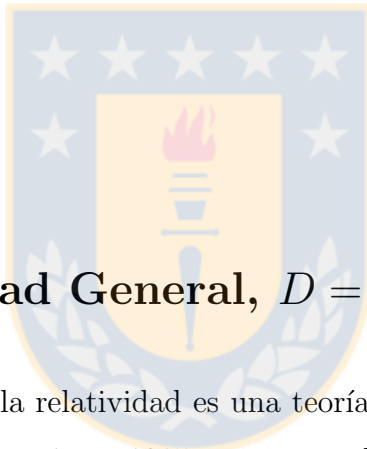 ad General, D =
la relatividad es una teoría